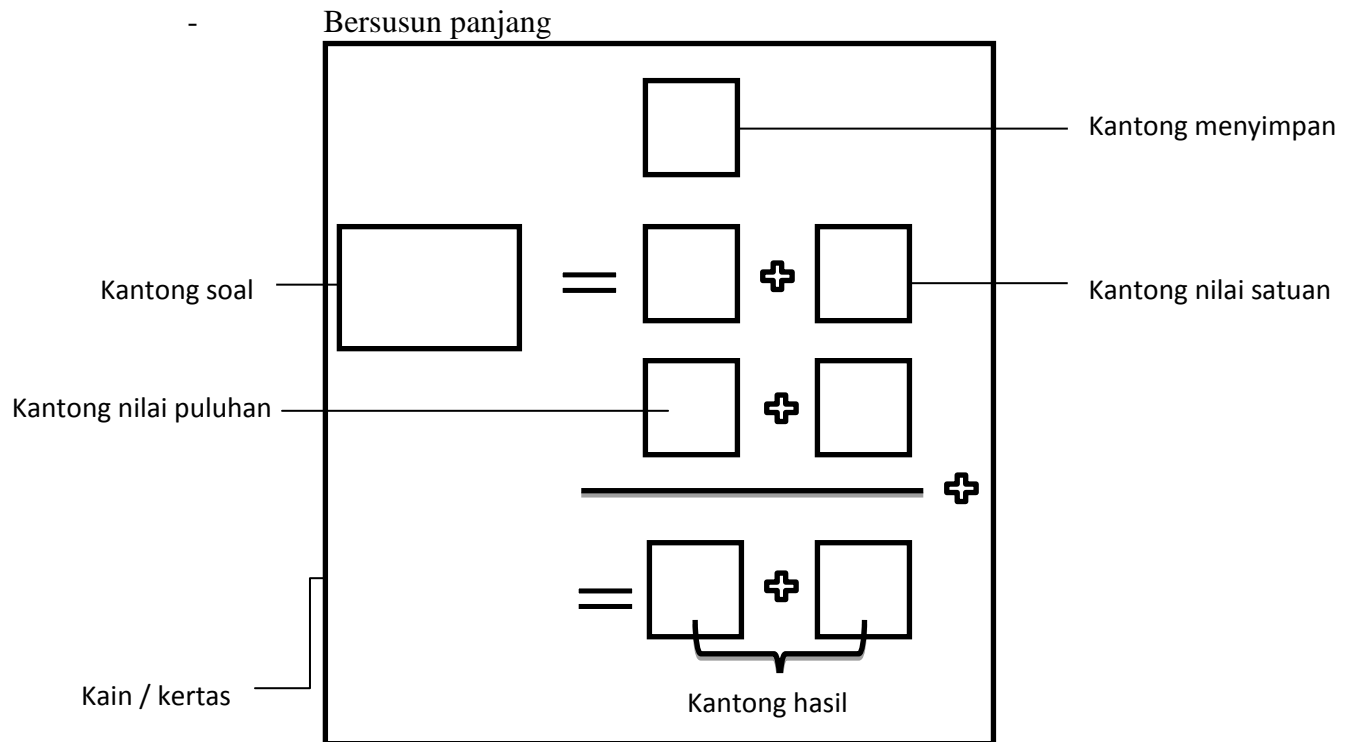 - Bersusun panjang
Kantong menyimpan
Kantong soal
=
+
Kantong nilai satuan
Kantong nilai puluhan
+
+
=
+
Kantong hasil
Kain / kertas